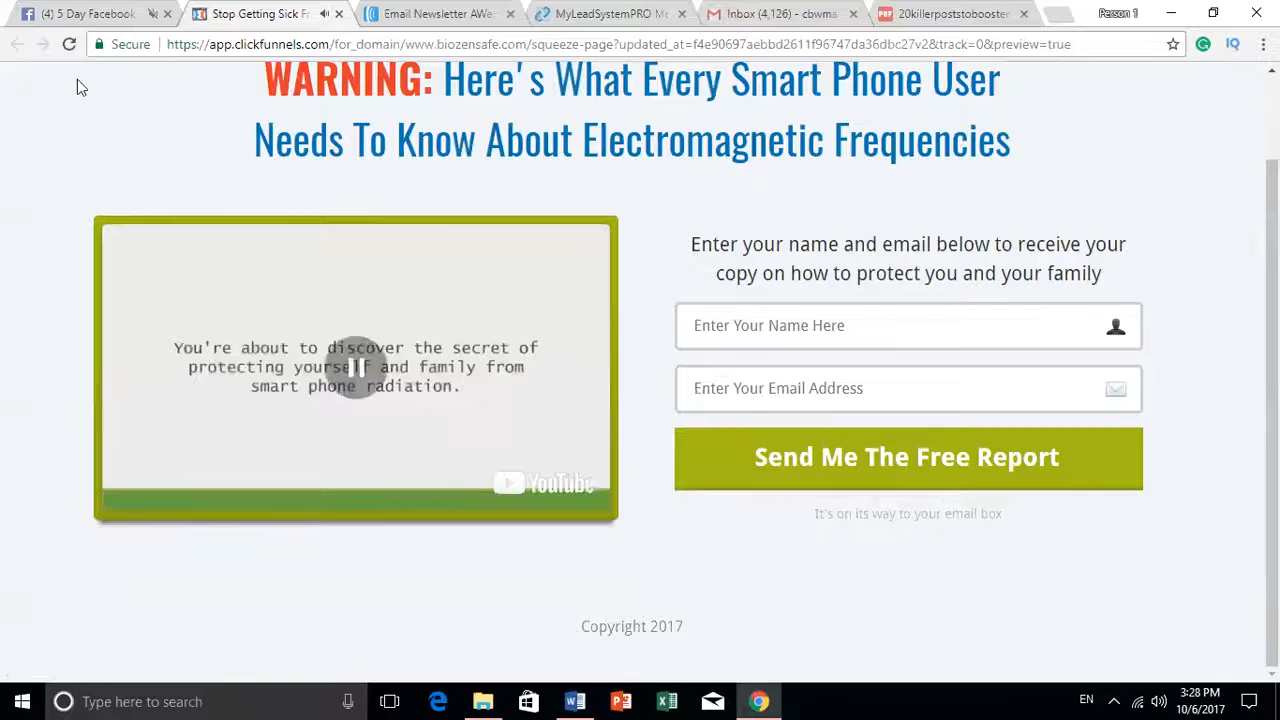 (4) 5 Day Facebook
Stop Getting Sick F
Email Newsletter AWe
MyLeadSystemPRO Me
Inbox (4,126) - cbwma
PDF
20killerpoststobooster
Person 1
Secure
https://app.clickfunnels.com/for_domain/www.biozensafe.com/squeeze-page?updated_at=f4e90697aebbd2611f96747da36dbc27v2&track=0&preview=true
IQ
WARNING: Here's What Every Smart Phone User
Needs To Know About Electromagnetic Frequencies
You're about to discover the secret of
protecting yourself and family from
smart phone radiation.
YouTube
Enter your name and email below to receive your
copy on how to protect you and your family
Enter Your Name Here
Enter Your Email Address
Send Me The Free Report
It's on its way to your email box
Copyright 2017
Type here to search
EN
3:28 PM
10/6/2017